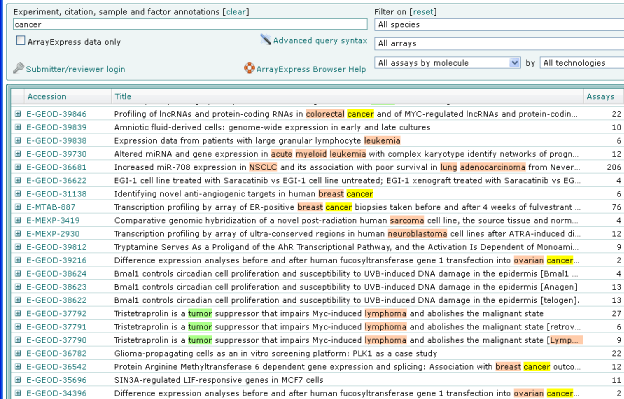 Experiment, citation, sample and factor annotations [clear]
Filter on [reset]
cancer
All species
ArrayExpress data only
Advanced query syntax
All arrays
Submitter/reviewer login
ArrayExpress Browser Help
All assays by molecule by All technologies
Accession Title Assays
E-GEOD-39846 Profiling of lncRNAs and protein-coding RNAs in colorectal cancer and of MYC-regulated lncRNAs and protein-codin... 22
E-GEOD-39839 Amniotic fluid-derived cells: genome-wide expression in early and late cultures 10
E-GEOD-39838 Expression data from patients with large granular lymphocyte leukemia 6
E-GEOD-39730 Altered miRNA and gene expression in acute myeloid leukemia with complex karyotype identify networks of progn... 12
E-GEOD-36681 Increased miR-708 expression in NSCLC and its association with poor survival in lung adenocarcinoma from Never... 206
E-GEOD-36622 EGI-1 cell line treated with Saracatinib vs EGI-1 cell line untreated; EGI-1 xenograft treated with Saracatinib vs EG... 4
E-GEOD-31138 Identifying novel anti-angiogenic targets in human breast cancer 6
E-MTAB-887 Transcription profiling by array of ER-positive breast cancer biopsies taken before and after 4 weeks of fulvestrant ... 76
E-MEXP-3419 Comparative genomic hybridization of a novel post-radiation human sarcoma cell line, the source tissue and norm... 4
E-MEXP-2930 Transcription profiling by array of ultra-conserved regions in human neuroblastoma cell lines after ATRA-induced di... 12
E-GEOD-39812 Tryptamine Serves As a Proligand of the AhR Transcriptional Pathway, and the Activation Is Dependent of Monoami... 9
E-GEOD-39216 Difference expression analyses before and after human fucosyltransferase gene 1 transfection into ovarian cancer... 2
E-GEOD-38624 Bmal1 controls circadian cell proliferation and susceptibility to UVB-induced DNA damage in the epidermis [Bmal1 ... 4
E-GEOD-38623 Bmal1 controls circadian cell proliferation and susceptibility to UVB-induced DNA damage in the epidermis [Anagen] 13
E-GEOD-38622 Bmal1 controls circadian cell proliferation and susceptibility to UVB-induced DNA damage in the epidermis [telogen]. 13
E-GEOD-37792 Tristetraprolin is a tumor suppressor that impairs Myc-induced lymphoma and abolishes the malignant state 27
E-GEOD-37791 Tristetraprolin is a tumor suppressor that impairs Myc-induced lymphoma and abolishes the malignant state [retrov... 6
E-GEOD-37790 Tristetraprolin is a tumor suppressor that impairs Myc-induced lymphoma and abolishes the malignant state [Lymp... 9
E-GEOD-36782 Glioma-propagating cells as an in vitro screening platform: PLK1 as a case study 22
E-GEOD-36542 Protein Arginine Methyltransferase 6 dependent gene expression and splicing: Association with breast cancer outco... 12
E-GEOD-35696 SIN3A-regulated LIF-responsive genes in MCF7 cells 11
E-GEOD-34396 Difference expression analyses before and after human fucosyltransferase gene 1 transfection into ovarian cancer... 2